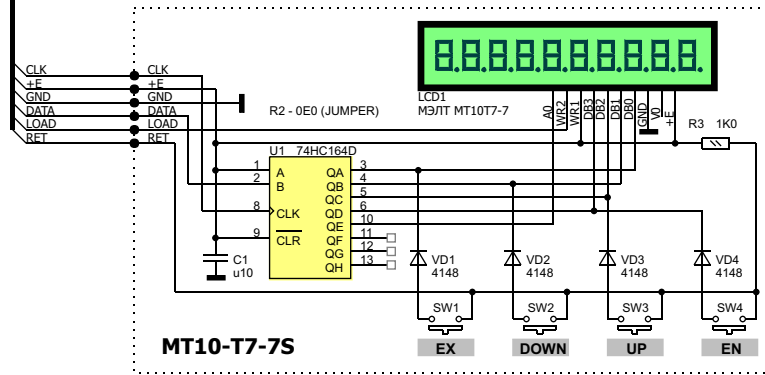 CLK CLK
+E +E
GND GND
DATA DATA
LOAD LOAD
RET RET
R2 - 0E0 (JUMPER)
LCD1
МЭЛТ MT10T7-7
A0
WR2
WR1
DB3
DB2
DB1
DB0
GND
V0
+E
R3 1K0
U1 74HC164D
1 A QA 3
2 B QB 4
QC 5
8 CLK QD 6
QE 10
9 CLR QF 11
QG 12
QH 13
C1
u10
VD1
4148
VD2
4148
VD3
4148
VD4
4148
SW1
SW2
SW3
SW4
MT10-T7-7S
EX
DOWN
UP
EN